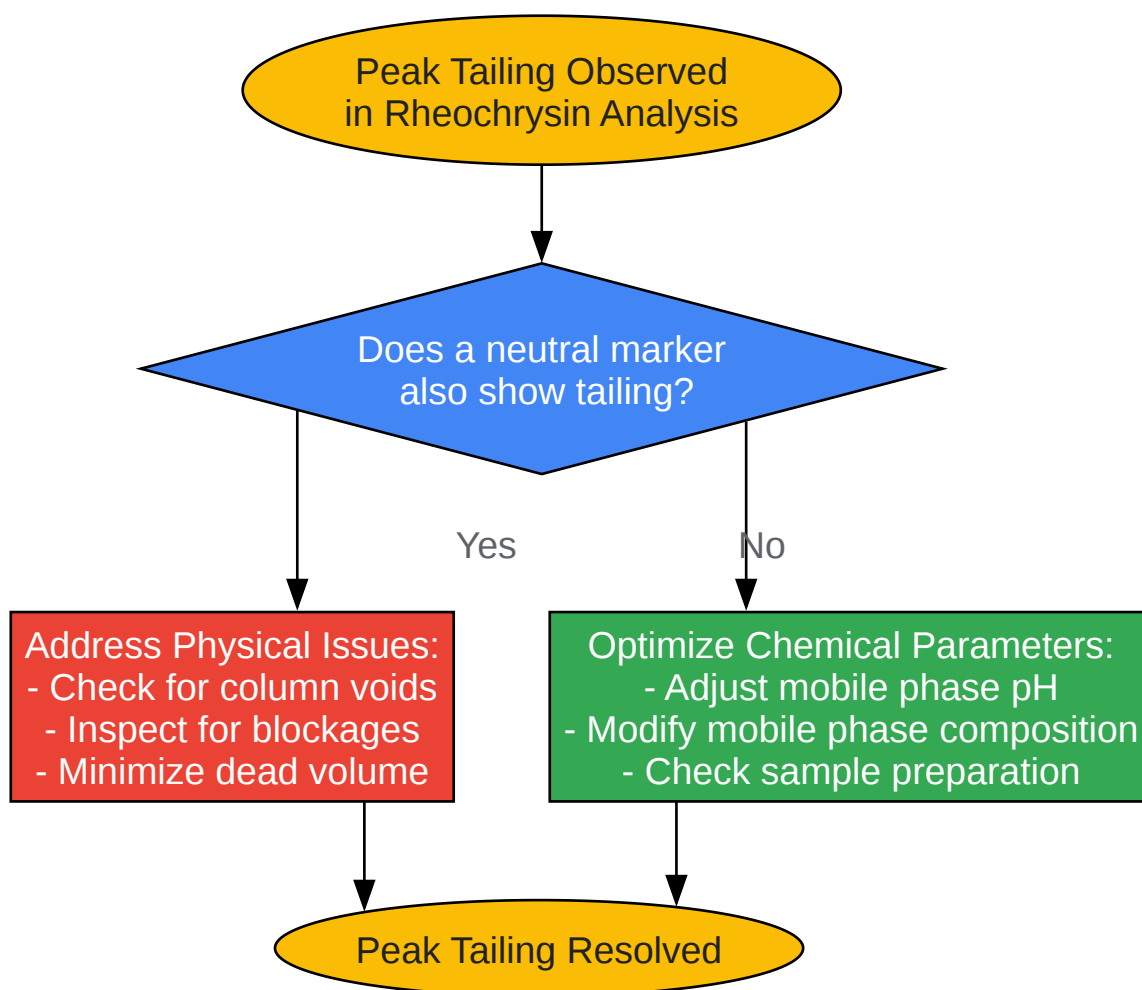 Peak Tailing Observed
in Rheochrysin Analysis
Does a neutral marker
also show tailing?
Yes
No
Address Physical Issues:
- Check for column voids
- Inspect for blockages
- Minimize dead volume
Optimize Chemical Parameters:
- Adjust mobile phase pH
- Modify mobile phase composition
- Check sample preparation
Peak Tailing Resolved